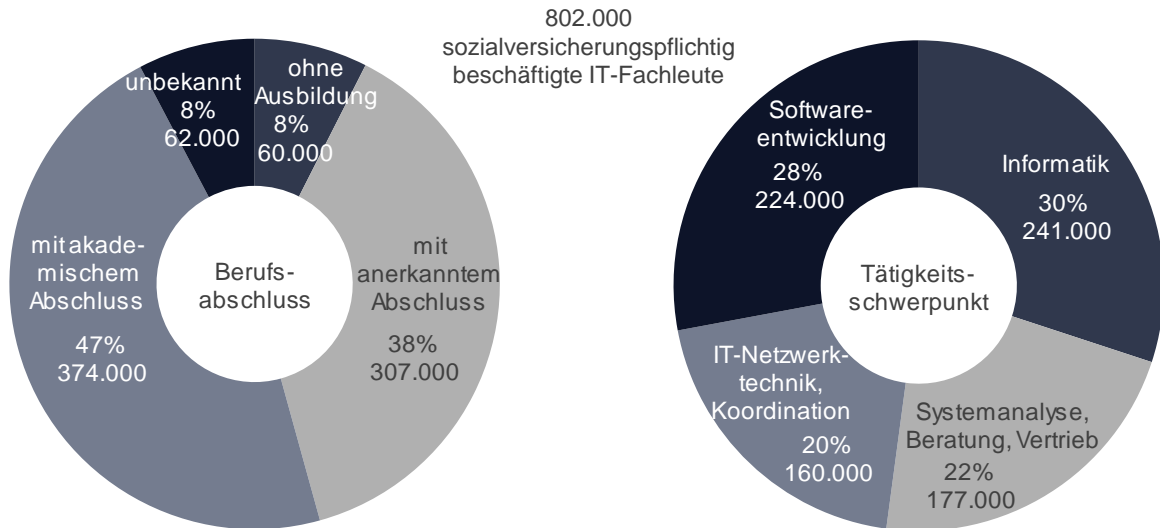 802.000
sozialversicherungspflichtig
beschäftigte IT-Fachleute
unbekannt
8%
62.000
ohne
Ausbildung
8%
60.000
mit akade-
mischem
Abschluss
47%
374.000
Berufs-
abschluss
mit
anerkanntem
Abschluss
38%
307.000
Software-
entwicklung
28%
224.000
Informatik
30%
241.000
Tätigkeits-
schwerpunkt
IT-Netzwerk-
technik,
Koordination
20%
160.000
Systemanalyse,
Beratung, Vertrieb
22%
177.000